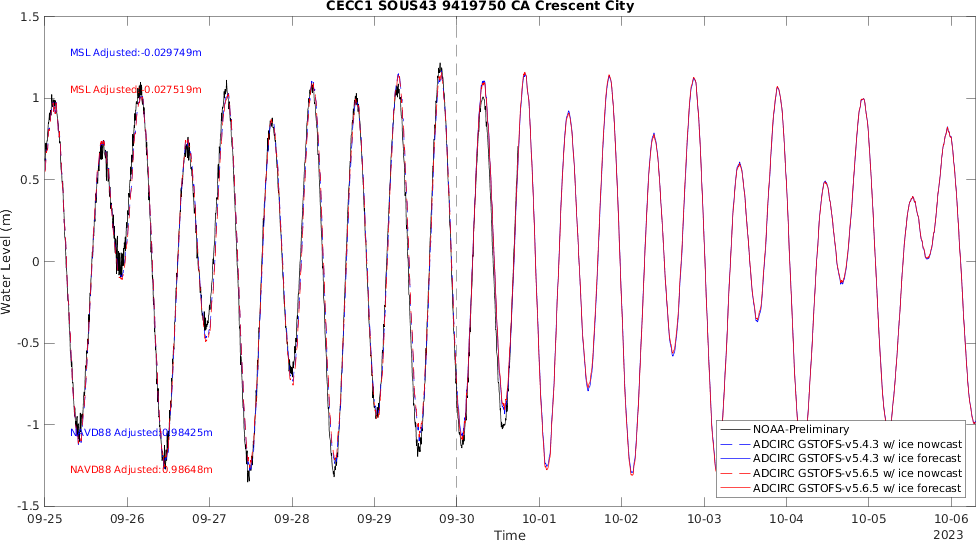 CECC1 SOUS43 9419750 CA Crescent City
1.5
1
0.5
0
-0.5
-1
-1.5
Water Level (m)
MSL Adjusted:-0.029749m
MSL Adjusted:-0.027519m
NAVD88 Adjusted:0.98425m
NAVD88 Adjusted:0.98648m
NOAA-Preliminary
ADCIRC GSTOFS-v5.4.3 w/ ice nowcast
ADCIRC GSTOFS-v5.4.3 w/ ice forecast
ADCIRC GSTOFS-v5.6.5 w/ ice nowcast
ADCIRC GSTOFS-v5.6.5 w/ ice forecast
09-25 09-26 09-27 09-28 09-29 09-30 10-01 10-02 10-03 10-04 10-05 10-06
2023
Time